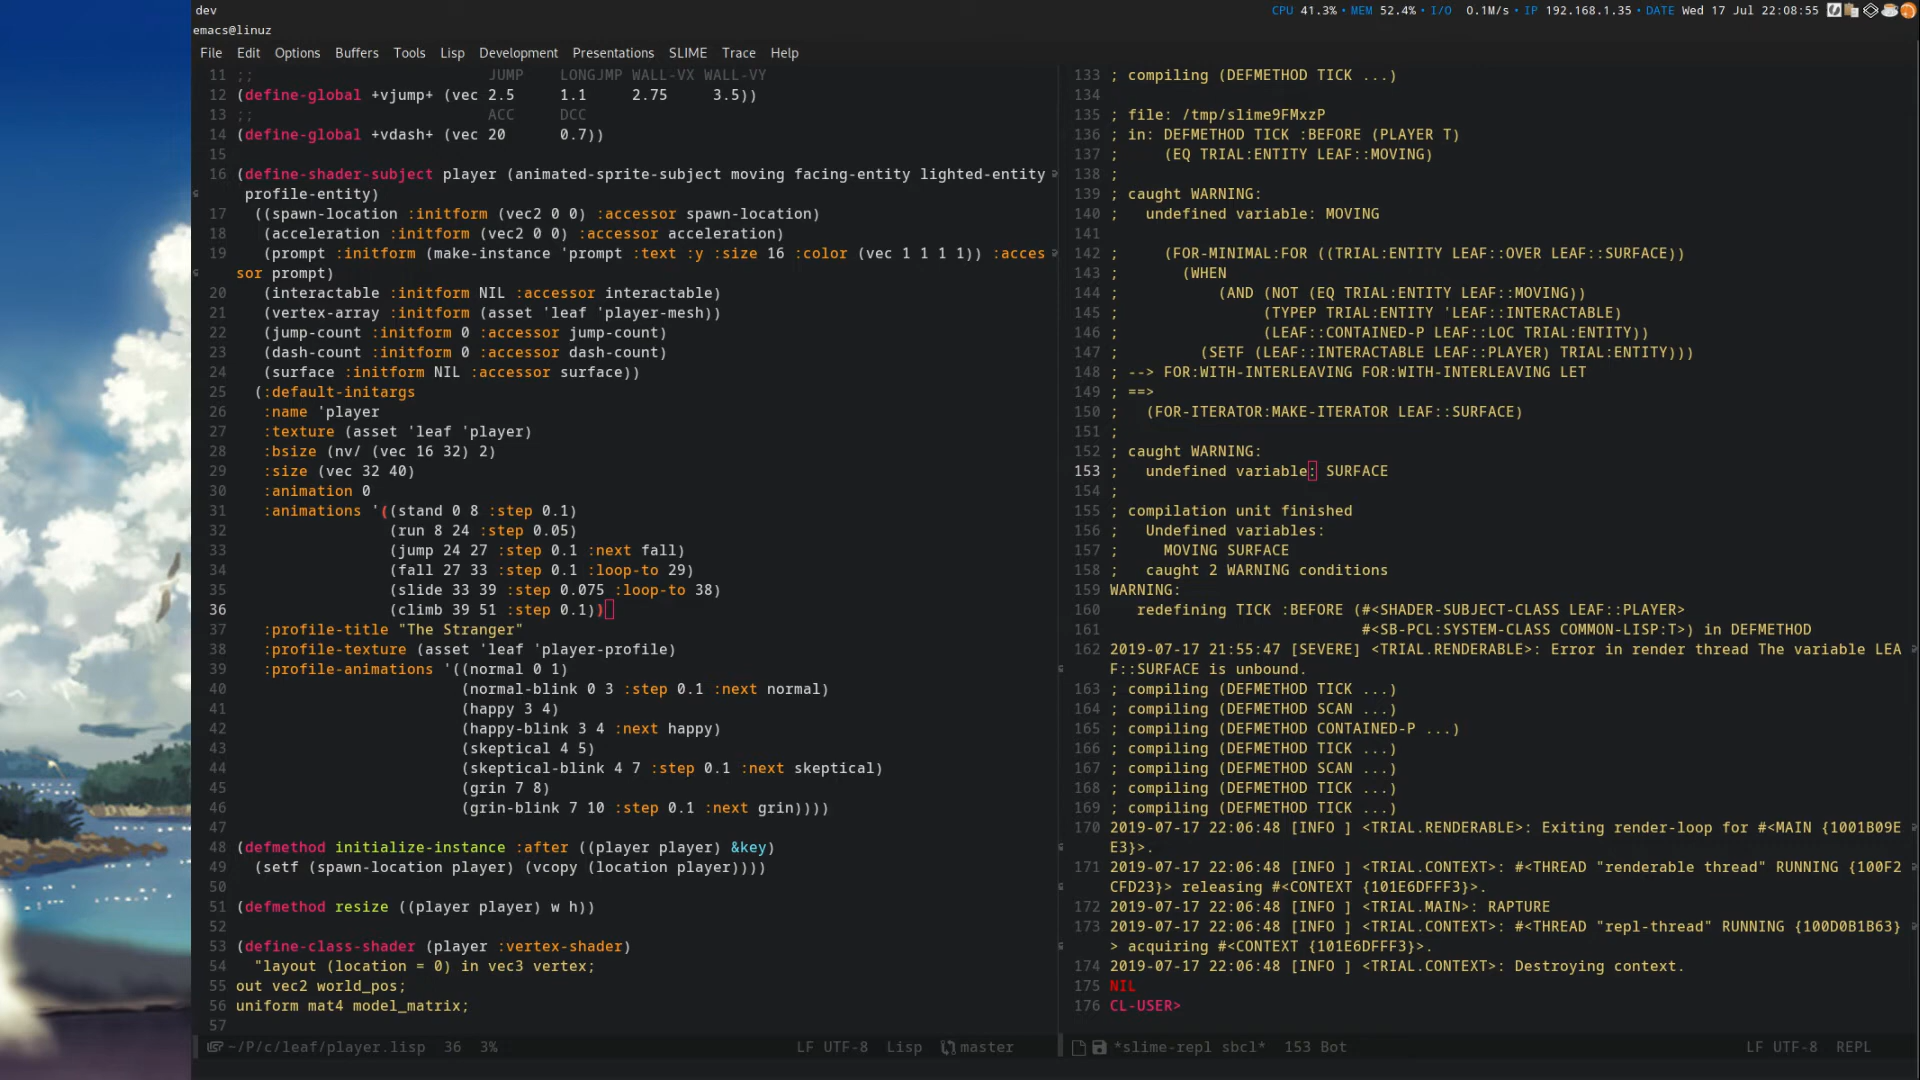 dev
CPU 41.3% • MEM 52.4% • I/O 0.1M/s • IP 192.168.1.35 • DATE Wed 17 Jul 22:08:55
emacs@linuz
File Edit Options Buffers Tools Lisp Development Presentations SLIME Trace Help
11 ;; JUMP LONGJMP WALL-VX WALL-VY
12 (define-global +vjump+ (vec 2.5 1.1 2.75 3.5))
13 ;; ACC DCC
14 (define-global +vdash+ (vec 20 0.7))
15
16 (define-shader-subject player (animated-sprite-subject moving facing-entity lighted-entity
profile-entity)
17 ((spawn-location :initform (vec2 0 0) :accessor spawn-location)
18 (acceleration :initform (vec2 0 0) :accessor acceleration)
19 (prompt :initform (make-instance 'prompt :text :y :size 16 :color (vec 1 1 1 1)) :acces
sor prompt)
20 (interactable :initform NIL :accessor interactable)
21 (vertex-array :initform (asset 'leaf 'player-mesh))
22 (jump-count :initform 0 :accessor jump-count)
23 (dash-count :initform 0 :accessor dash-count)
24 (surface :initform NIL :accessor surface))
25 (:default-initargs
26 :name 'player
27 :texture (asset 'leaf 'player)
28 :bsize (nv/ (vec 16 32) 2)
29 :size (vec 32 40)
30 :animation 0
31 :animations '((stand 0 8 :step 0.1)
32 (run 8 24 :step 0.05)
33 (jump 24 27 :step 0.1 :next fall)
34 (fall 27 33 :step 0.1 :loop-to 29)
35 (slide 33 39 :step 0.075 :loop-to 38)
36 (climb 39 51 :step 0.1))
37 :profile-title "The Stranger"
38 :profile-texture (asset 'leaf 'player-profile)
39 :profile-animations '((normal 0 1)
40 (normal-blink 0 3 :step 0.1 :next normal)
41 (happy 3 4)
42 (happy-blink 3 4 :next happy)
43 (skeptical 4 5)
44 (skeptical-blink 4 7 :step 0.1 :next skeptical)
45 (grin 7 8)
46 (grin-blink 7 10 :step 0.1 :next grin))))
47
48 (defmethod initialize-instance :after ((player player) &key)
49 (setf (spawn-location player) (vcopy (location player))))
50
51 (defmethod resize ((player player) w h))
52
53 (define-class-shader (player :vertex-shader)
54 "layout (location = 0) in vec3 vertex;
55 out vec2 world_pos;
56 uniform mat4 model_matrix;
57
~/P/c/leaf/player.lisp 36 3% LF UTF-8 Lisp master
133 ; compiling (DEFMETHOD TICK ...)
134
135 ; file: /tmp/slime9FMxzP
136 ; in: DEFMETHOD TICK :BEFORE (PLAYER T)
137 ; (EQ TRIAL:ENTITY LEAF::MOVING)
138 ;
139 ; caught WARNING:
140 ; undefined variable: MOVING
141
142 ; (FOR-MINIMAL:FOR ((TRIAL:ENTITY LEAF::OVER LEAF::SURFACE))
143 ; (WHEN
144 ; (AND (NOT (EQ TRIAL:ENTITY LEAF::MOVING))
145 ; (TYPEP TRIAL:ENTITY 'LEAF::INTERACTABLE)
146 ; (LEAF::CONTAINED-P LEAF::LOC TRIAL:ENTITY))
147 ; (SETF (LEAF::INTERACTABLE LEAF::PLAYER) TRIAL:ENTITY)))
148 ; --> FOR:WITH-INTERLEAVING FOR:WITH-INTERLEAVING LET
149 ; ==>
150 ; (FOR-ITERATOR:MAKE-ITERATOR LEAF::SURFACE)
151 ;
152 ; caught WARNING:
153 ; undefined variable: SURFACE
154 ;
155 ; compilation unit finished
156 ; Undefined variables:
157 ; MOVING SURFACE
158 ; caught 2 WARNING conditions
159 WARNING:
160 redefining TICK :BEFORE (#<SHADER-SUBJECT-CLASS LEAF::PLAYER>
161 #<SB-PCL:SYSTEM-CLASS COMMON-LISP:T>) in DEFMETHOD
162 2019-07-17 21:55:47 [SEVERE] <TRIAL.RENDERABLE>: Error in render thread The variable LEA
F::SURFACE is unbound.
163 ; compiling (DEFMETHOD TICK ...)
164 ; compiling (DEFMETHOD SCAN ...)
165 ; compiling (DEFMETHOD CONTAINED-P ...)
166 ; compiling (DEFMETHOD TICK ...)
167 ; compiling (DEFMETHOD SCAN ...)
168 ; compiling (DEFMETHOD TICK ...)
169 ; compiling (DEFMETHOD TICK ...)
170 2019-07-17 22:06:48 [INFO ] <TRIAL.RENDERABLE>: Exiting render-loop for #<MAIN {1001B09E
E3}>.
171 2019-07-17 22:06:48 [INFO ] <TRIAL.CONTEXT>: #<THREAD "renderable thread" RUNNING {100F2
CFD23}> releasing #<CONTEXT {101E6DFFF3}>.
172 2019-07-17 22:06:48 [INFO ] <TRIAL.MAIN>: RAPTURE
173 2019-07-17 22:06:48 [INFO ] <TRIAL.CONTEXT>: #<THREAD "repl-thread" RUNNING {100D0B1B63}
> acquiring #<CONTEXT {101E6DFFF3}>.
174 2019-07-17 22:06:48 [INFO ] <TRIAL.CONTEXT>: Destroying context.
175 NIL
176 CL-USER>
*slime-repl sbcl* 153 Bot LF UTF-8 REPL